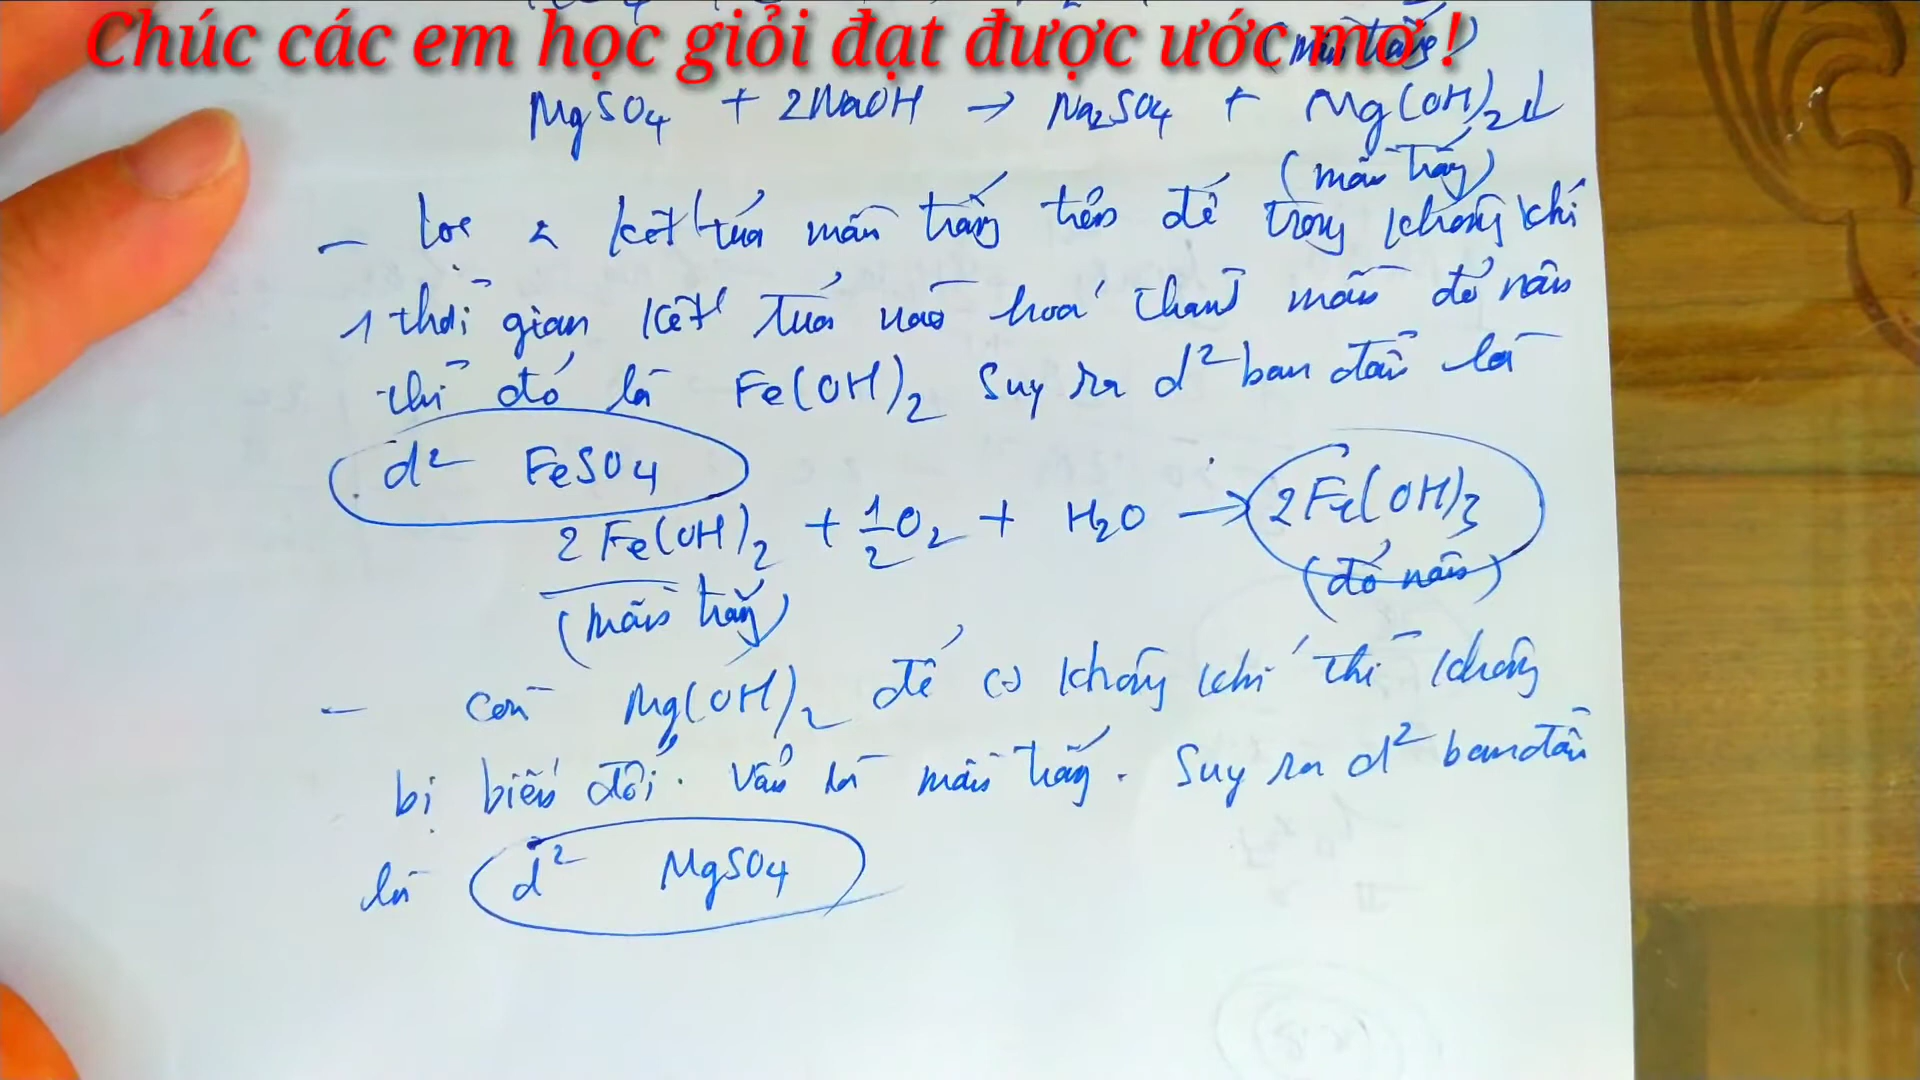 Chúc các em học giỏi đạt được ước mơ !
(màu trắng)
MgSO4 + 2NaOH → Na2SO4 + Mg(OH)2↓
(màu trắng)
- Lọc 2 kết tủa màu trắng trên để trong không khí
1 thời gian kết tủa nào hoá thành màu đỏ nâu
thì đó là Fe(OH)2 Suy ra d² ban đầu là
d² FeSO4
2Fe(OH)2 + 1/2O2 + H2O → 2Fe(OH)3
(màu trắng) (đỏ nâu)
- còn Mg(OH)2 để không khí thì không
bị biến đổi. Vẫn là màu trắng. Suy ra d² ban đầu
là d² MgSO4